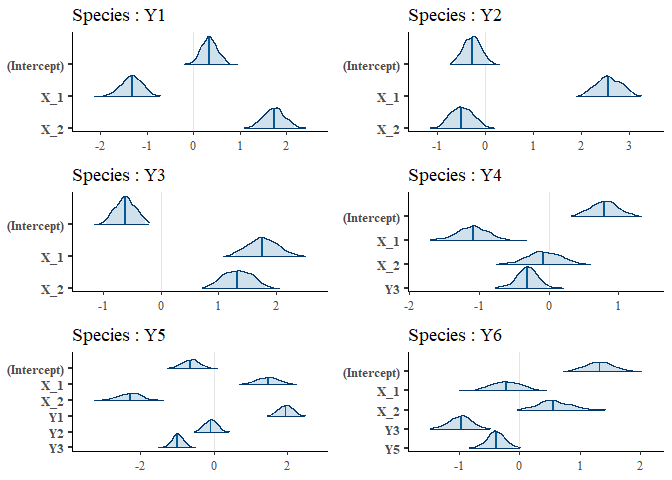 Species : Y1
(Intercept)
X_1
X_2
-2 -1 0 1 2
Species : Y2
(Intercept)
X_1
X_2
-1 0 1 2 3
Species : Y3
(Intercept)
X_1
X_2
-1 0 1 2
Species : Y4
(Intercept)
X_1
X_2
Y3
-2 -1 0 1
Species : Y5
(Intercept)
X_1
X_2
Y1
Y2
Y3
-2 0 2
Species : Y6
(Intercept)
X_1
X_2
Y3
Y5
-1 0 1 2